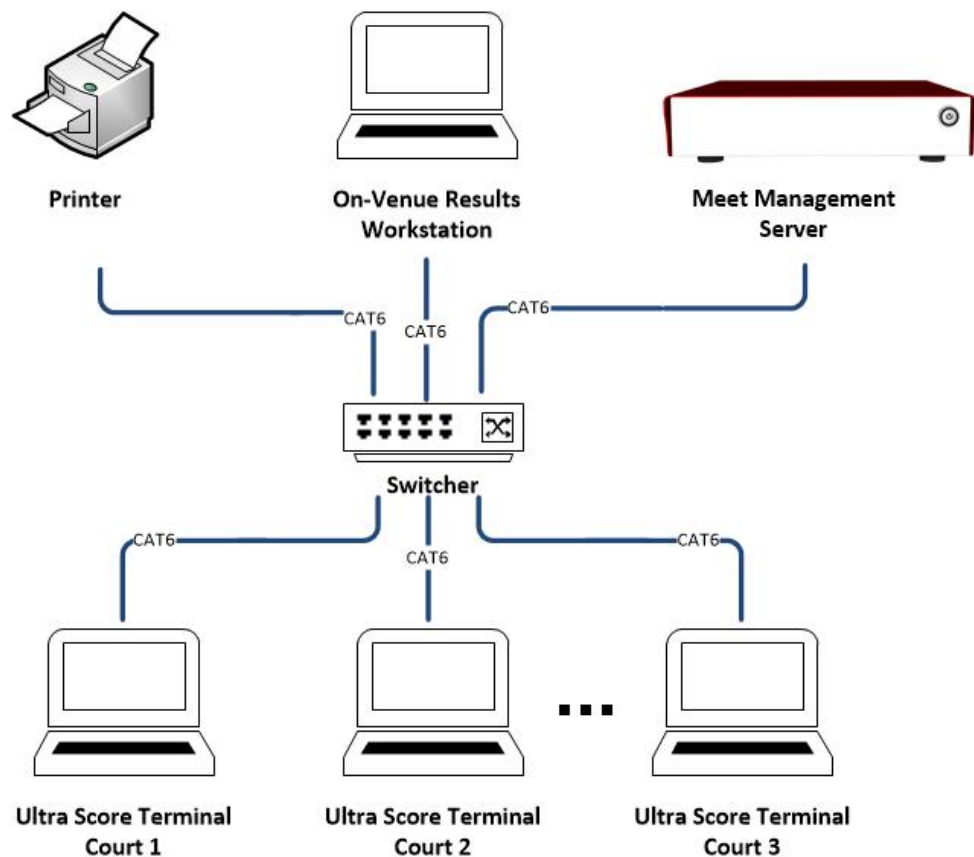 Printer
On-Venue Results
Workstation
Meet Management
Server
CAT6
CAT6
CAT6
Switcher
CAT6
CAT6
CAT6
Ultra Score Terminal
Court 1
Ultra Score Terminal
Court 2
...
Ultra Score Terminal
Court 3